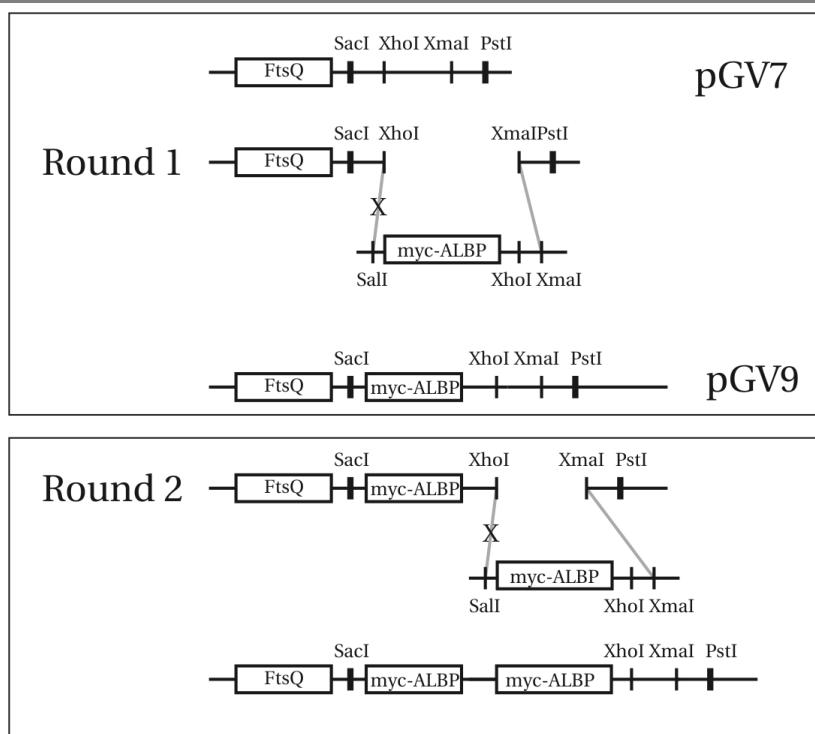 SacI XhoI XmaI PstI
FtsQ
pGV7
SacI XhoI XmaIPstI
Round 1
FtsQ
X
myc-ALBP
SalI XhoI XmaI
SacI XhoI XmaI PstI
FtsQ myc-ALBP
pGV9
SacI XhoI XmaI PstI
Round 2
FtsQ myc-ALBP
X
myc-ALBP
SalI XhoI XmaI
SacI XhoI XmaI PstI
FtsQ myc-ALBP myc-ALBP